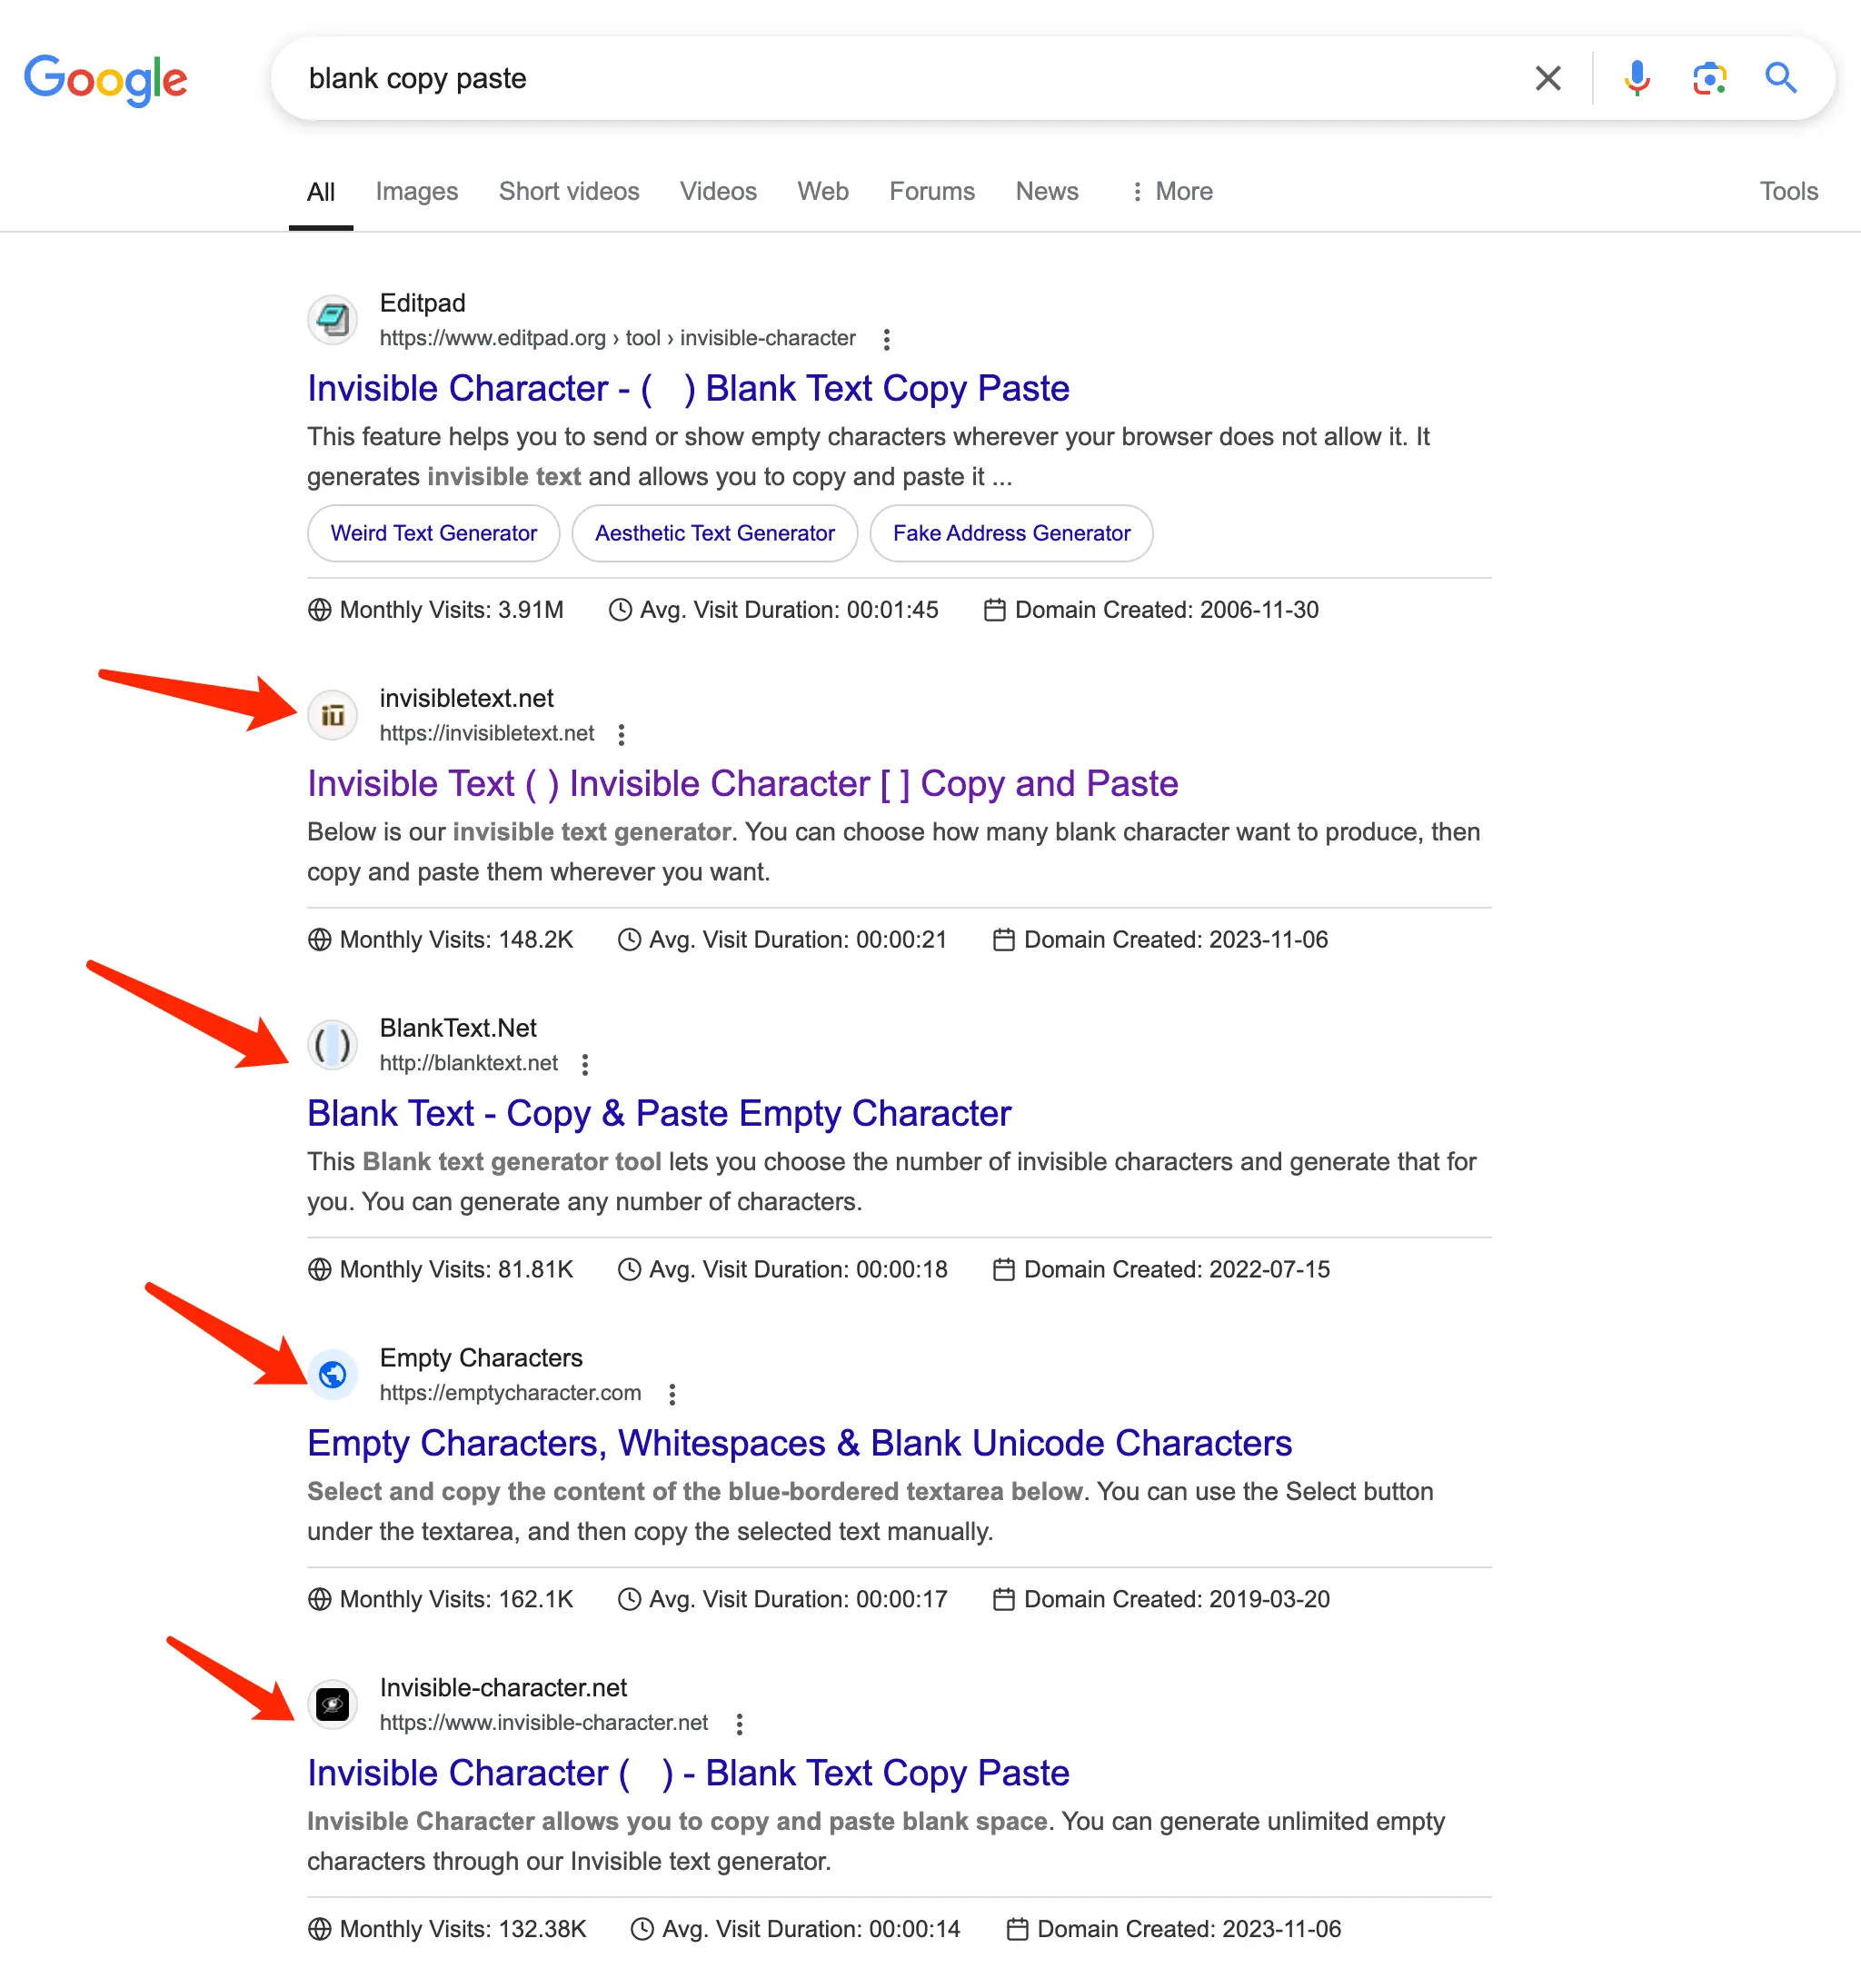 Google
blank copy paste
All Images Short videos Videos Web Forums News More Tools
Editpad
https://www.editpad.org › tool › invisible-character
Invisible Character - (   ) Blank Text Copy Paste
This feature helps you to send or show empty characters wherever your browser does not allow it. It
generates invisible text and allows you to copy and paste it ...
Weird Text Generator Aesthetic Text Generator Fake Address Generator
Monthly Visits: 3.91M Avg. Visit Duration: 00:01:45 Domain Created: 2006-11-30
iT
invisibletext.net
https://invisibletext.net
Invisible Text ( ) Invisible Character [ ] Copy and Paste
Below is our invisible text generator. You can choose how many blank character want to produce, then
copy and paste them wherever you want.
Monthly Visits: 148.2K Avg. Visit Duration: 00:00:21 Domain Created: 2023-11-06
( )
BlankText.Net
http://blanktext.net
Blank Text - Copy & Paste Empty Character
This Blank text generator tool lets you choose the number of invisible characters and generate that for
you. You can generate any number of characters.
Monthly Visits: 81.81K Avg. Visit Duration: 00:00:18 Domain Created: 2022-07-15
Empty Characters
https://emptycharacter.com
Empty Characters, Whitespaces & Blank Unicode Characters
Select and copy the content of the blue-bordered textarea below. You can use the Select button
under the textarea, and then copy the selected text manually.
Monthly Visits: 162.1K Avg. Visit Duration: 00:00:17 Domain Created: 2019-03-20
Invisible-character.net
https://www.invisible-character.net
Invisible Character (   ) - Blank Text Copy Paste
Invisible Character allows you to copy and paste blank space. You can generate unlimited empty
characters through our Invisible text generator.
Monthly Visits: 132.38K Avg. Visit Duration: 00:00:14 Domain Created: 2023-11-06